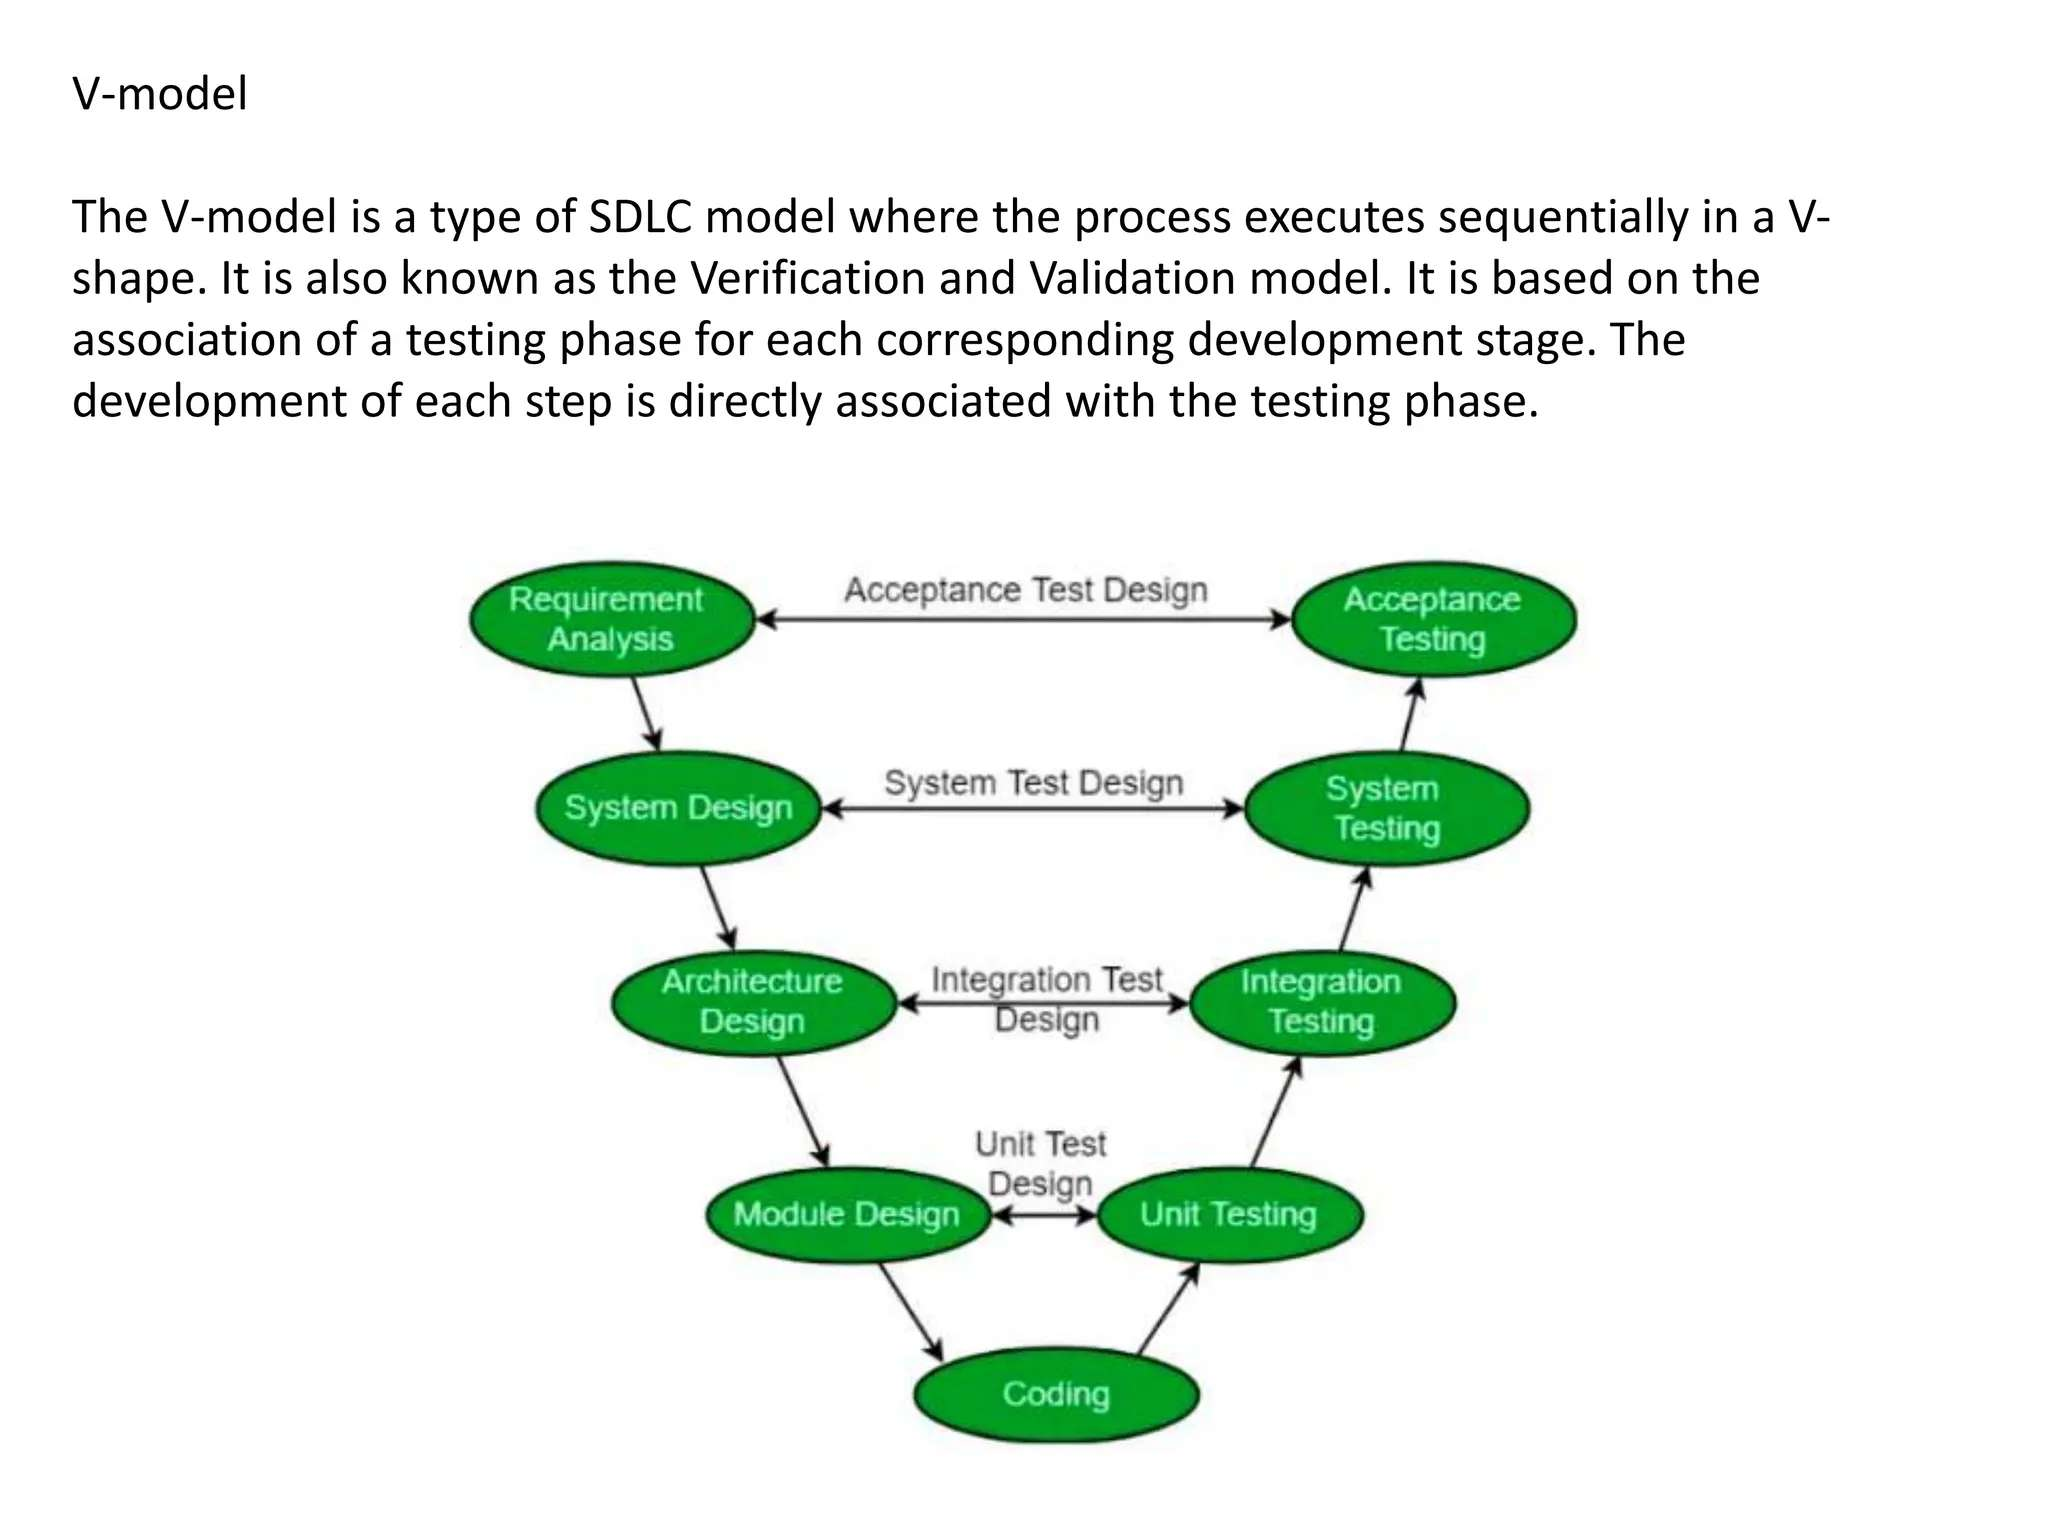 V-model
The V-model is a type of SDLC model where the process executes sequentially in a V-
shape. It is also known as the Verification and Validation model. It is based on the
association of a testing phase for each corresponding development stage. The
development of each step is directly associated with the testing phase.
Requirement
Analysis
Acceptance Test Design
Acceptance
Testing
System Design
System Test Design
System
Testing
Architecture
Design
Integration Test
Design
Integration
Testing
Module Design
Unit Test
Design
Unit Testing
Coding